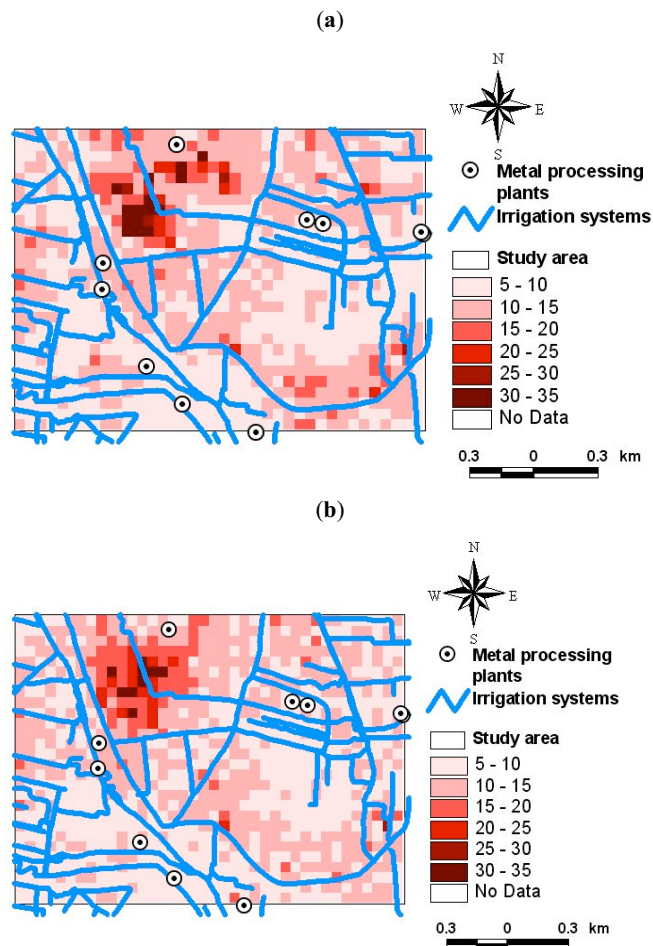 (a)
N
W E
S
Metal processing
plants
Irrigation systems
Study area
5 - 10
10 - 15
15 - 20
20 - 25
25 - 30
30 - 35
No Data
0.3 0 0.3 km
(b)
N
W E
S
Metal processing
plants
Irrigation systems
Study area
5 - 10
10 - 15
15 - 20
20 - 25
25 - 30
30 - 35
No Data
0.3 0 0.3 km